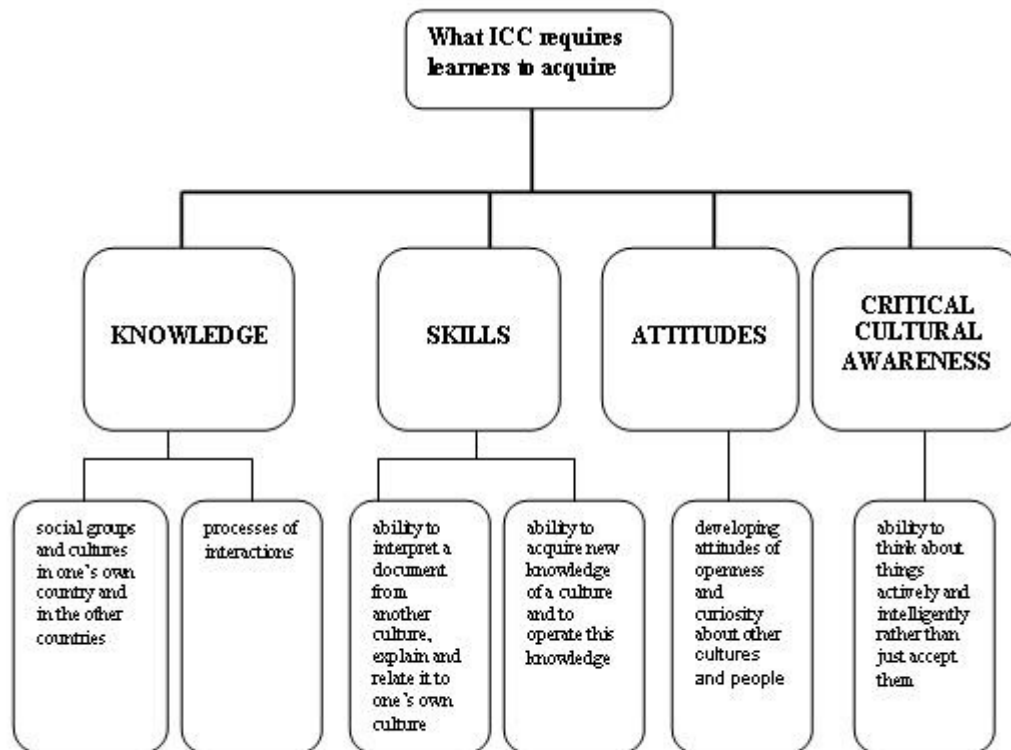 What ICC requires
learners to acquire
KNOWLEDGE
SKILLS
ATTITUDES
CRITICAL
CULTURAL
AWARENESS
social groups
and cultures
in one's own
country and
in the other
countries
processes of
interactions
ability to
interpret a
document
from
another
culture,
explain and
relate it to
one's own
culture
ability to
acquire new
knowledge
of a culture
and to
operate this
knowledge
developing
attitudes of
openness
and
curiosity
about other
cultures
and people
ability to
think about
things
actively and
intelligently
rather than
just accept
them